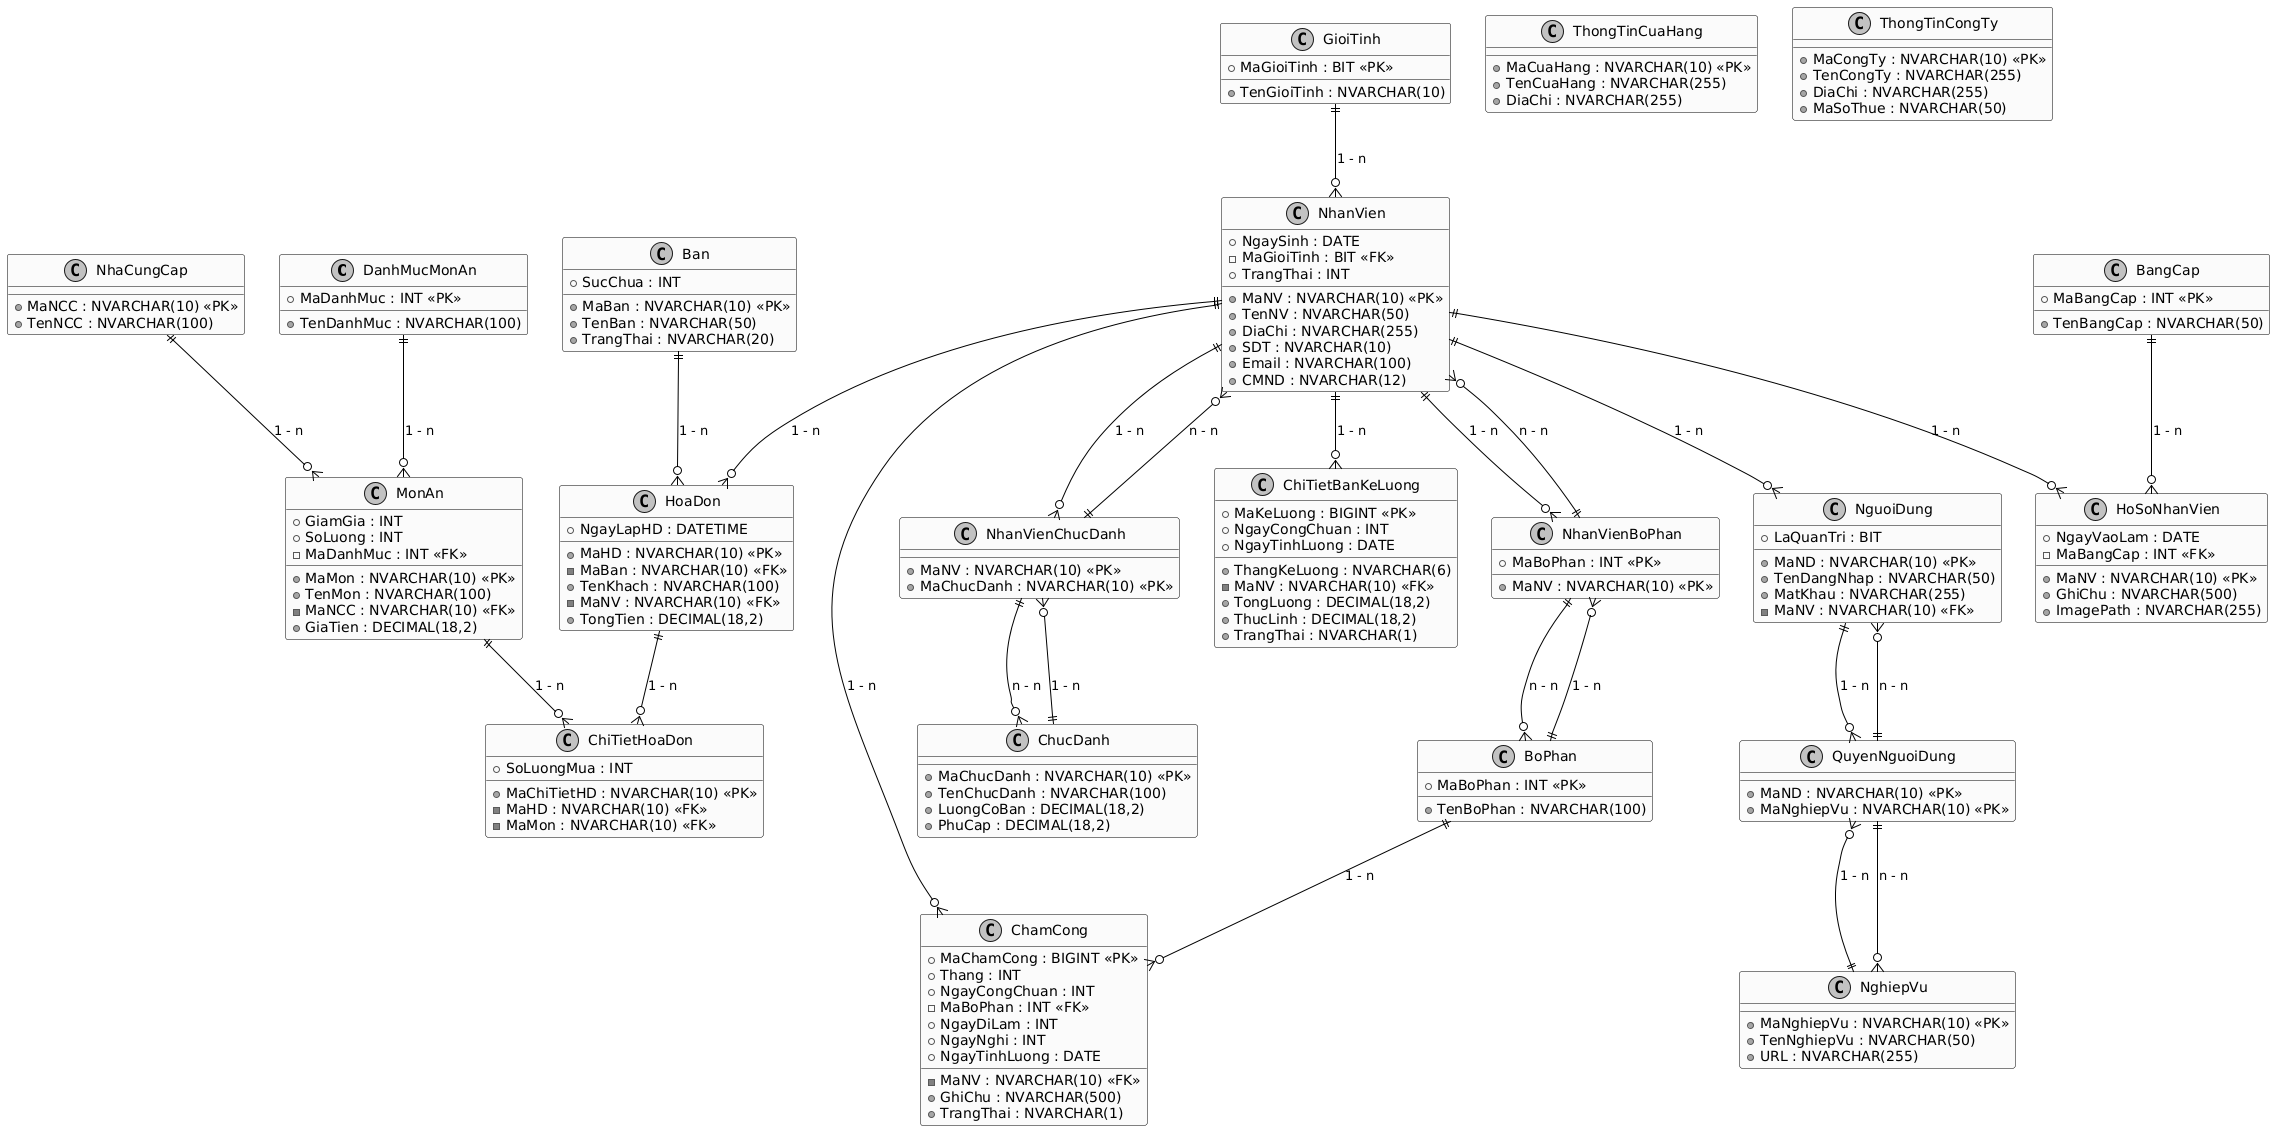 GioiTinh
MaGioiTinh : BIT «PK»
TenGioiTinh : NVARCHAR(10)
ThongTinCuaHang
MaCuaHang : NVARCHAR(10) «PK»
TenCuaHang : NVARCHAR(255)
DiaChi : NVARCHAR(255)
ThongTinCongTy
MaCongTy : NVARCHAR(10) «PK»
TenCongTy : NVARCHAR(255)
DiaChi : NVARCHAR(255)
MaSoThue : NVARCHAR(50)
1 - n
NhaCungCap
MaNCC : NVARCHAR(10) «PK»
TenNCC : NVARCHAR(100)
DanhMucMonAn
MaDanhMuc : INT «PK»
TenDanhMuc : NVARCHAR(100)
Ban
SucChua : INT
MaBan : NVARCHAR(10) «PK»
TenBan : NVARCHAR(50)
TrangThai : NVARCHAR(20)
NhanVien
NgaySinh : DATE
MaGioiTinh : BIT «FK»
TrangThai : INT
MaNV : NVARCHAR(10) «PK»
TenNV : NVARCHAR(50)
DiaChi : NVARCHAR(255)
SDT : NVARCHAR(10)
Email : NVARCHAR(100)
CMND : NVARCHAR(12)
BangCap
MaBangCap : INT «PK»
TenBangCap : NVARCHAR(50)
1 - n
1 - n
1 - n
1 - n
1 - n
n - n
1 - n
1 - n
n - n
1 - n
1 - n
1 - n
MonAn
GiamGia : INT
SoLuong : INT
MaDanhMuc : INT «FK»
MaMon : NVARCHAR(10) «PK»
TenMon : NVARCHAR(100)
MaNCC : NVARCHAR(10) «FK»
GiaTien : DECIMAL(18,2)
HoaDon
NgayLapHD : DATETIME
MaHD : NVARCHAR(10) «PK»
MaBan : NVARCHAR(10) «FK»
TenKhach : NVARCHAR(100)
MaNV : NVARCHAR(10) «FK»
TongTien : DECIMAL(18,2)
NhanVienChucDanh
MaNV : NVARCHAR(10) «PK»
MaChucDanh : NVARCHAR(10) «PK»
ChiTietBanKeLuong
MaKeLuong : BIGINT «PK»
NgayCongChuan : INT
NgayTinhLuong : DATE
ThangKeLuong : NVARCHAR(6)
MaNV : NVARCHAR(10) «FK»
TongLuong : DECIMAL(18,2)
ThucLinh : DECIMAL(18,2)
TrangThai : NVARCHAR(1)
NhanVienBoPhan
MaBoPhan : INT «PK»
MaNV : NVARCHAR(10) «PK»
NguoiDung
LaQuanTri : BIT
MaND : NVARCHAR(10) «PK»
TenDangNhap : NVARCHAR(50)
MatKhau : NVARCHAR(255)
MaNV : NVARCHAR(10) «FK»
HoSoNhanVien
NgayVaoLam : DATE
MaBangCap : INT «FK»
MaNV : NVARCHAR(10) «PK»
GhiChu : NVARCHAR(500)
ImagePath : NVARCHAR(255)
1 - n
1 - n
1 - n
n - n
1 - n
n - n
1 - n
1 - n
n - n
ChiTietHoaDon
SoLuongMua : INT
MaChiTietHD : NVARCHAR(10) «PK»
MaHD : NVARCHAR(10) «FK»
MaMon : NVARCHAR(10) «FK»
ChucDanh
MaChucDanh : NVARCHAR(10) «PK»
TenChucDanh : NVARCHAR(100)
LuongCoBan : DECIMAL(18,2)
PhuCap : DECIMAL(18,2)
BoPhan
MaBoPhan : INT «PK»
TenBoPhan : NVARCHAR(100)
QuyenNguoiDung
MaND : NVARCHAR(10) «PK»
MaNghiepVu : NVARCHAR(10) «PK»
1 - n
1 - n
n - n
ChamCong
MaChamCong : BIGINT «PK»
Thang : INT
NgayCongChuan : INT
MaBoPhan : INT «FK»
NgayDiLam : INT
NgayNghi : INT
NgayTinhLuong : DATE
MaNV : NVARCHAR(10) «FK»
GhiChu : NVARCHAR(500)
TrangThai : NVARCHAR(1)
NghiepVu
MaNghiepVu : NVARCHAR(10) «PK»
TenNghiepVu : NVARCHAR(50)
URL : NVARCHAR(255)